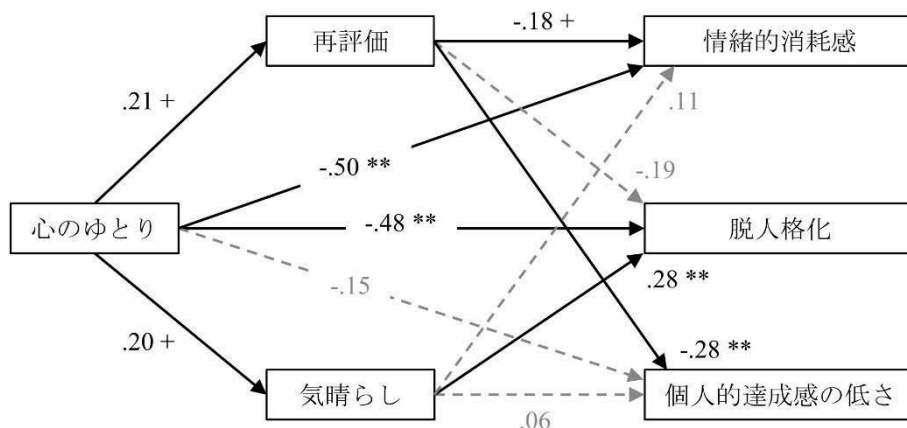 再評価
-.18 +
情緒的消耗感
.21 +
.11
-.50 **
-.19
心のゆとり
-.48 **
脱人格化
-.15
.28 **
.20 +
-.28 **
気晴らし
個人的達成感の低さ
.06